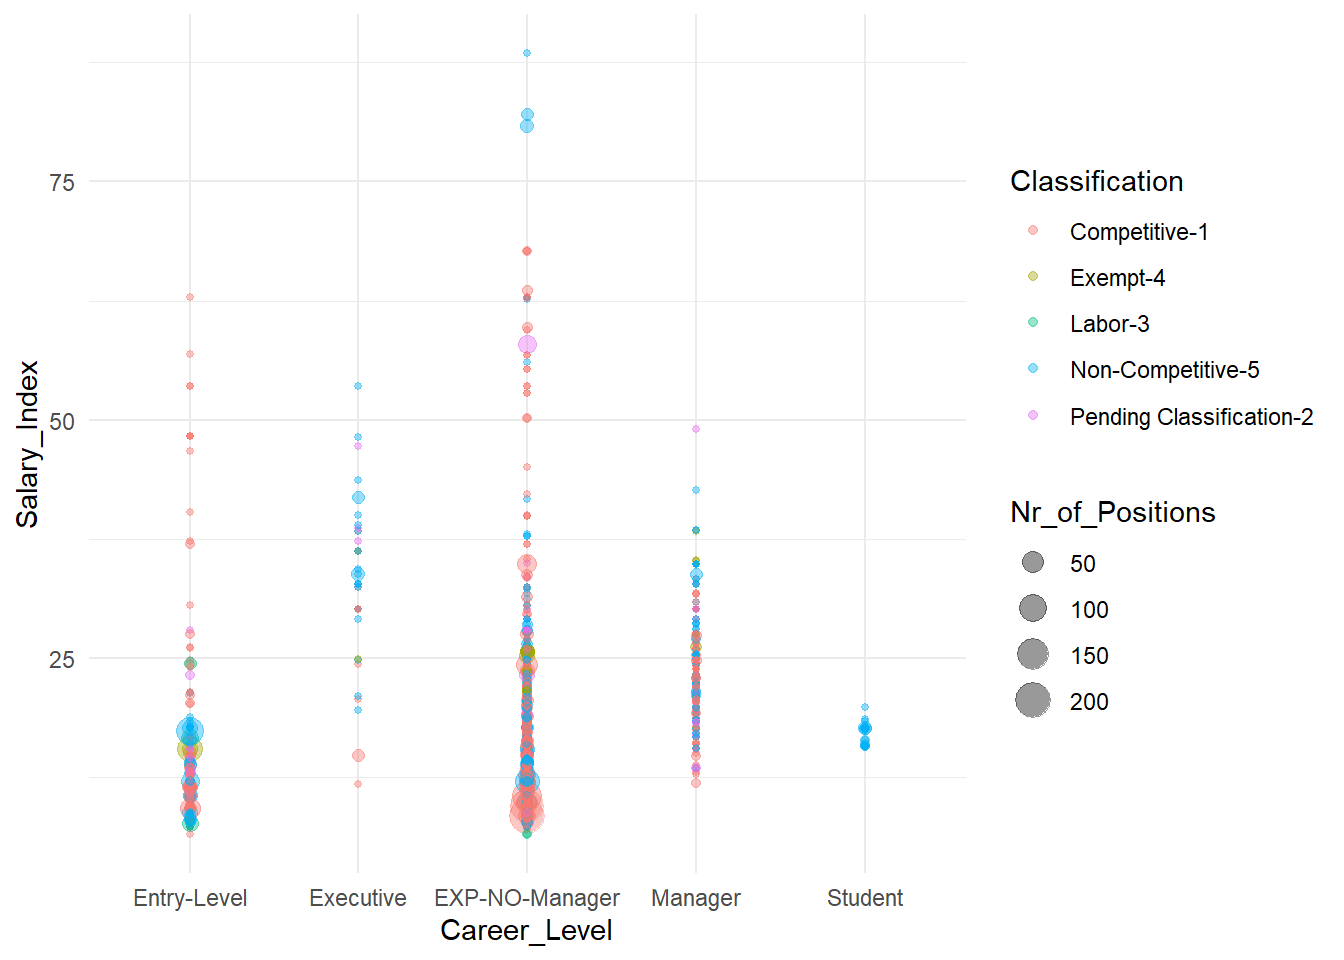 75
50
25
Salary_Index
Entry-Level
Executive
EXP-NO-Manager
Manager
Student
Career_Level
Classification
Competitive-1
Exempt-4
Labor-3
Non-Competitive-5
Pending Classification-2
Nr_of_Positions
50
100
150
200